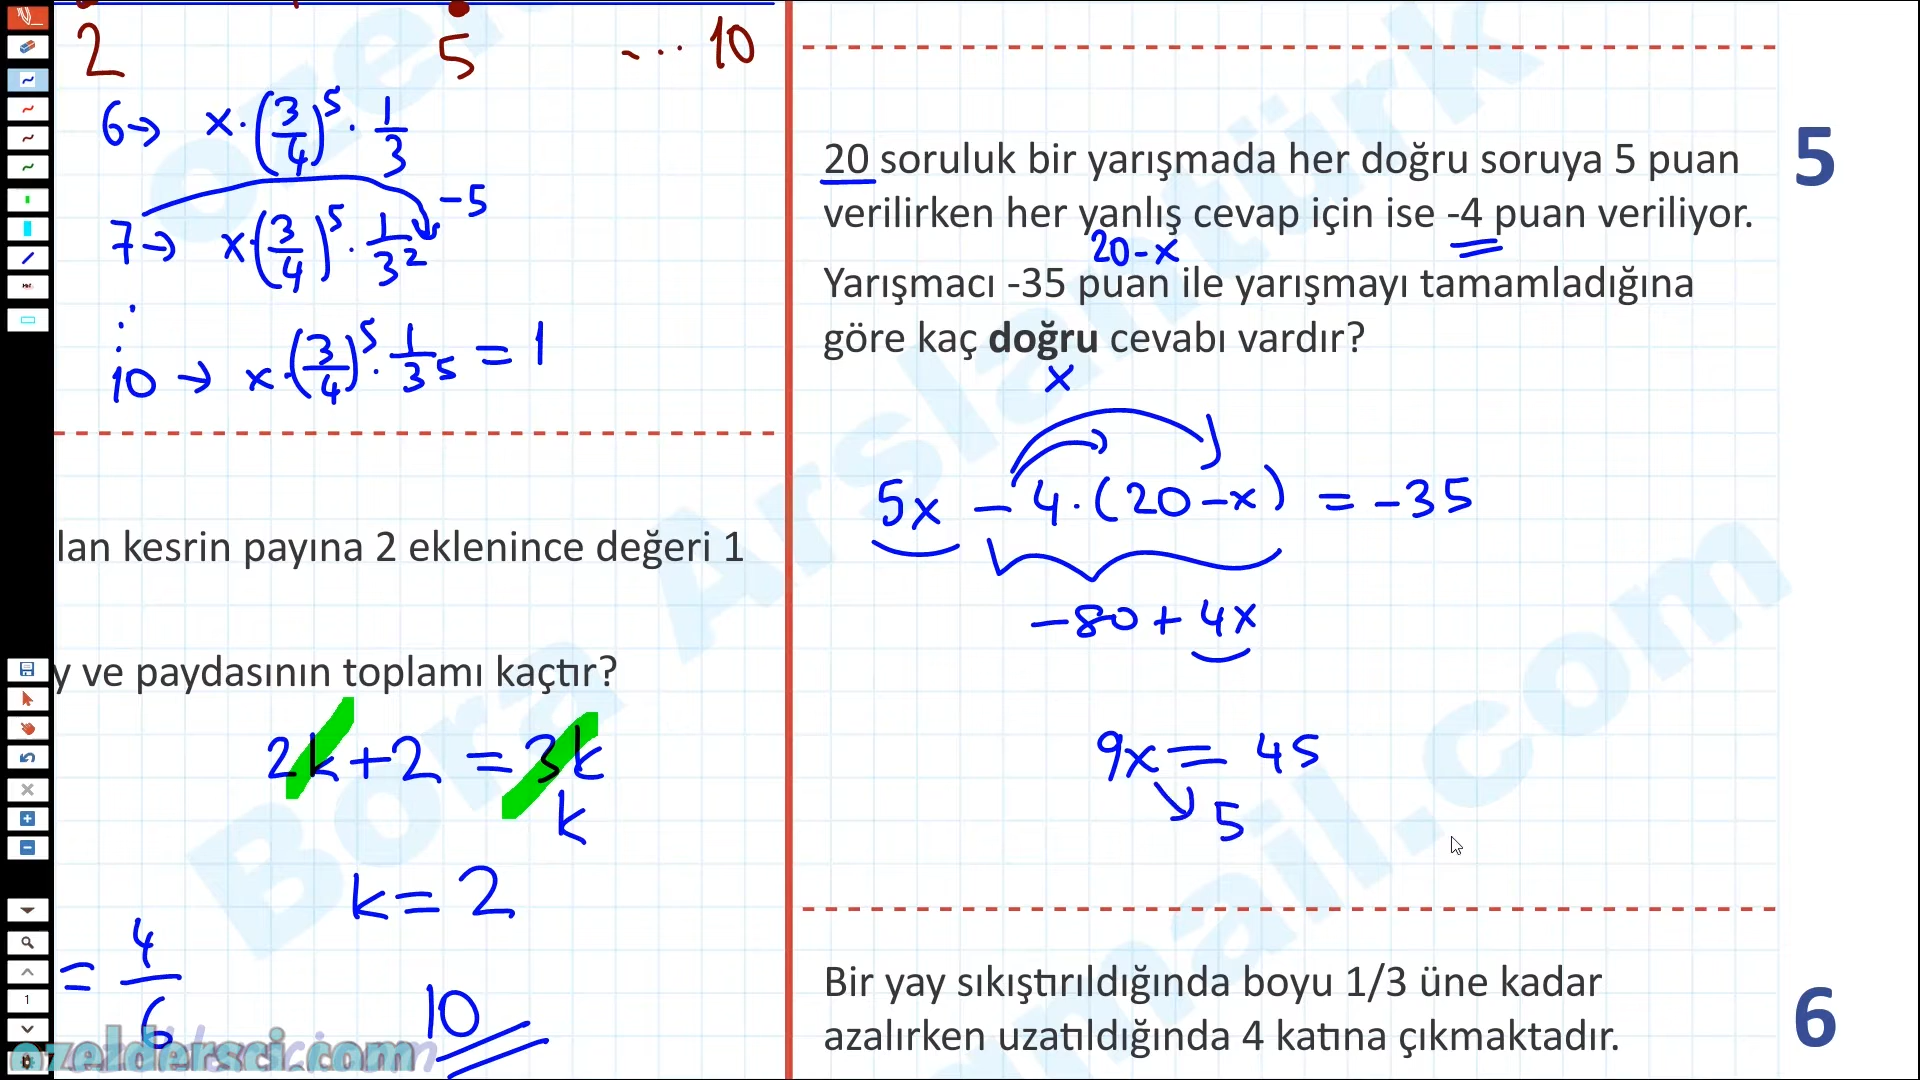 2 5 ... 10
6→ x·(3/4)^5 · 1/3
7→ x(3/4)^5 · 1/3^2 -5
10 → x·(3/4)^5 · 1/3^5 = 1
lan kesrin payına 2 eklenince değeri 1
y ve paydasının toplamı kaçtır?
2k+2 = 3k
k
k = 2
= 4/6
10
ozeldersci.com
5
20 soruluk bir yarışmada her doğru soruya 5 puan
verilirken her yanlış cevap için ise -4 puan veriliyor.
20-x
Yarışmacı -35 puan ile yarışmayı tamamladığına
göre kaç doğru cevabı vardır?
x
5x - 4·(20-x) = -35
-80+4x
9x = 45
5
6
Bir yay sıkıştırıldığında boyu 1/3 üne kadar
azalırken uzatıldığında 4 katına çıkmaktadır.
Bora Arslantürk
1